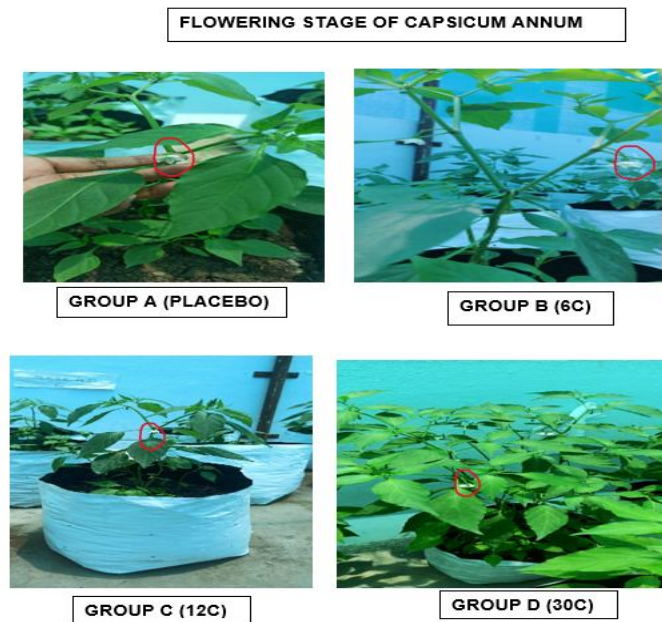 FLOWERING STAGE OF CAPSICUM ANNUM
GROUP A (PLACEBO)
GROUP B (6C)
GROUP C (12C)
GROUP D (30C)